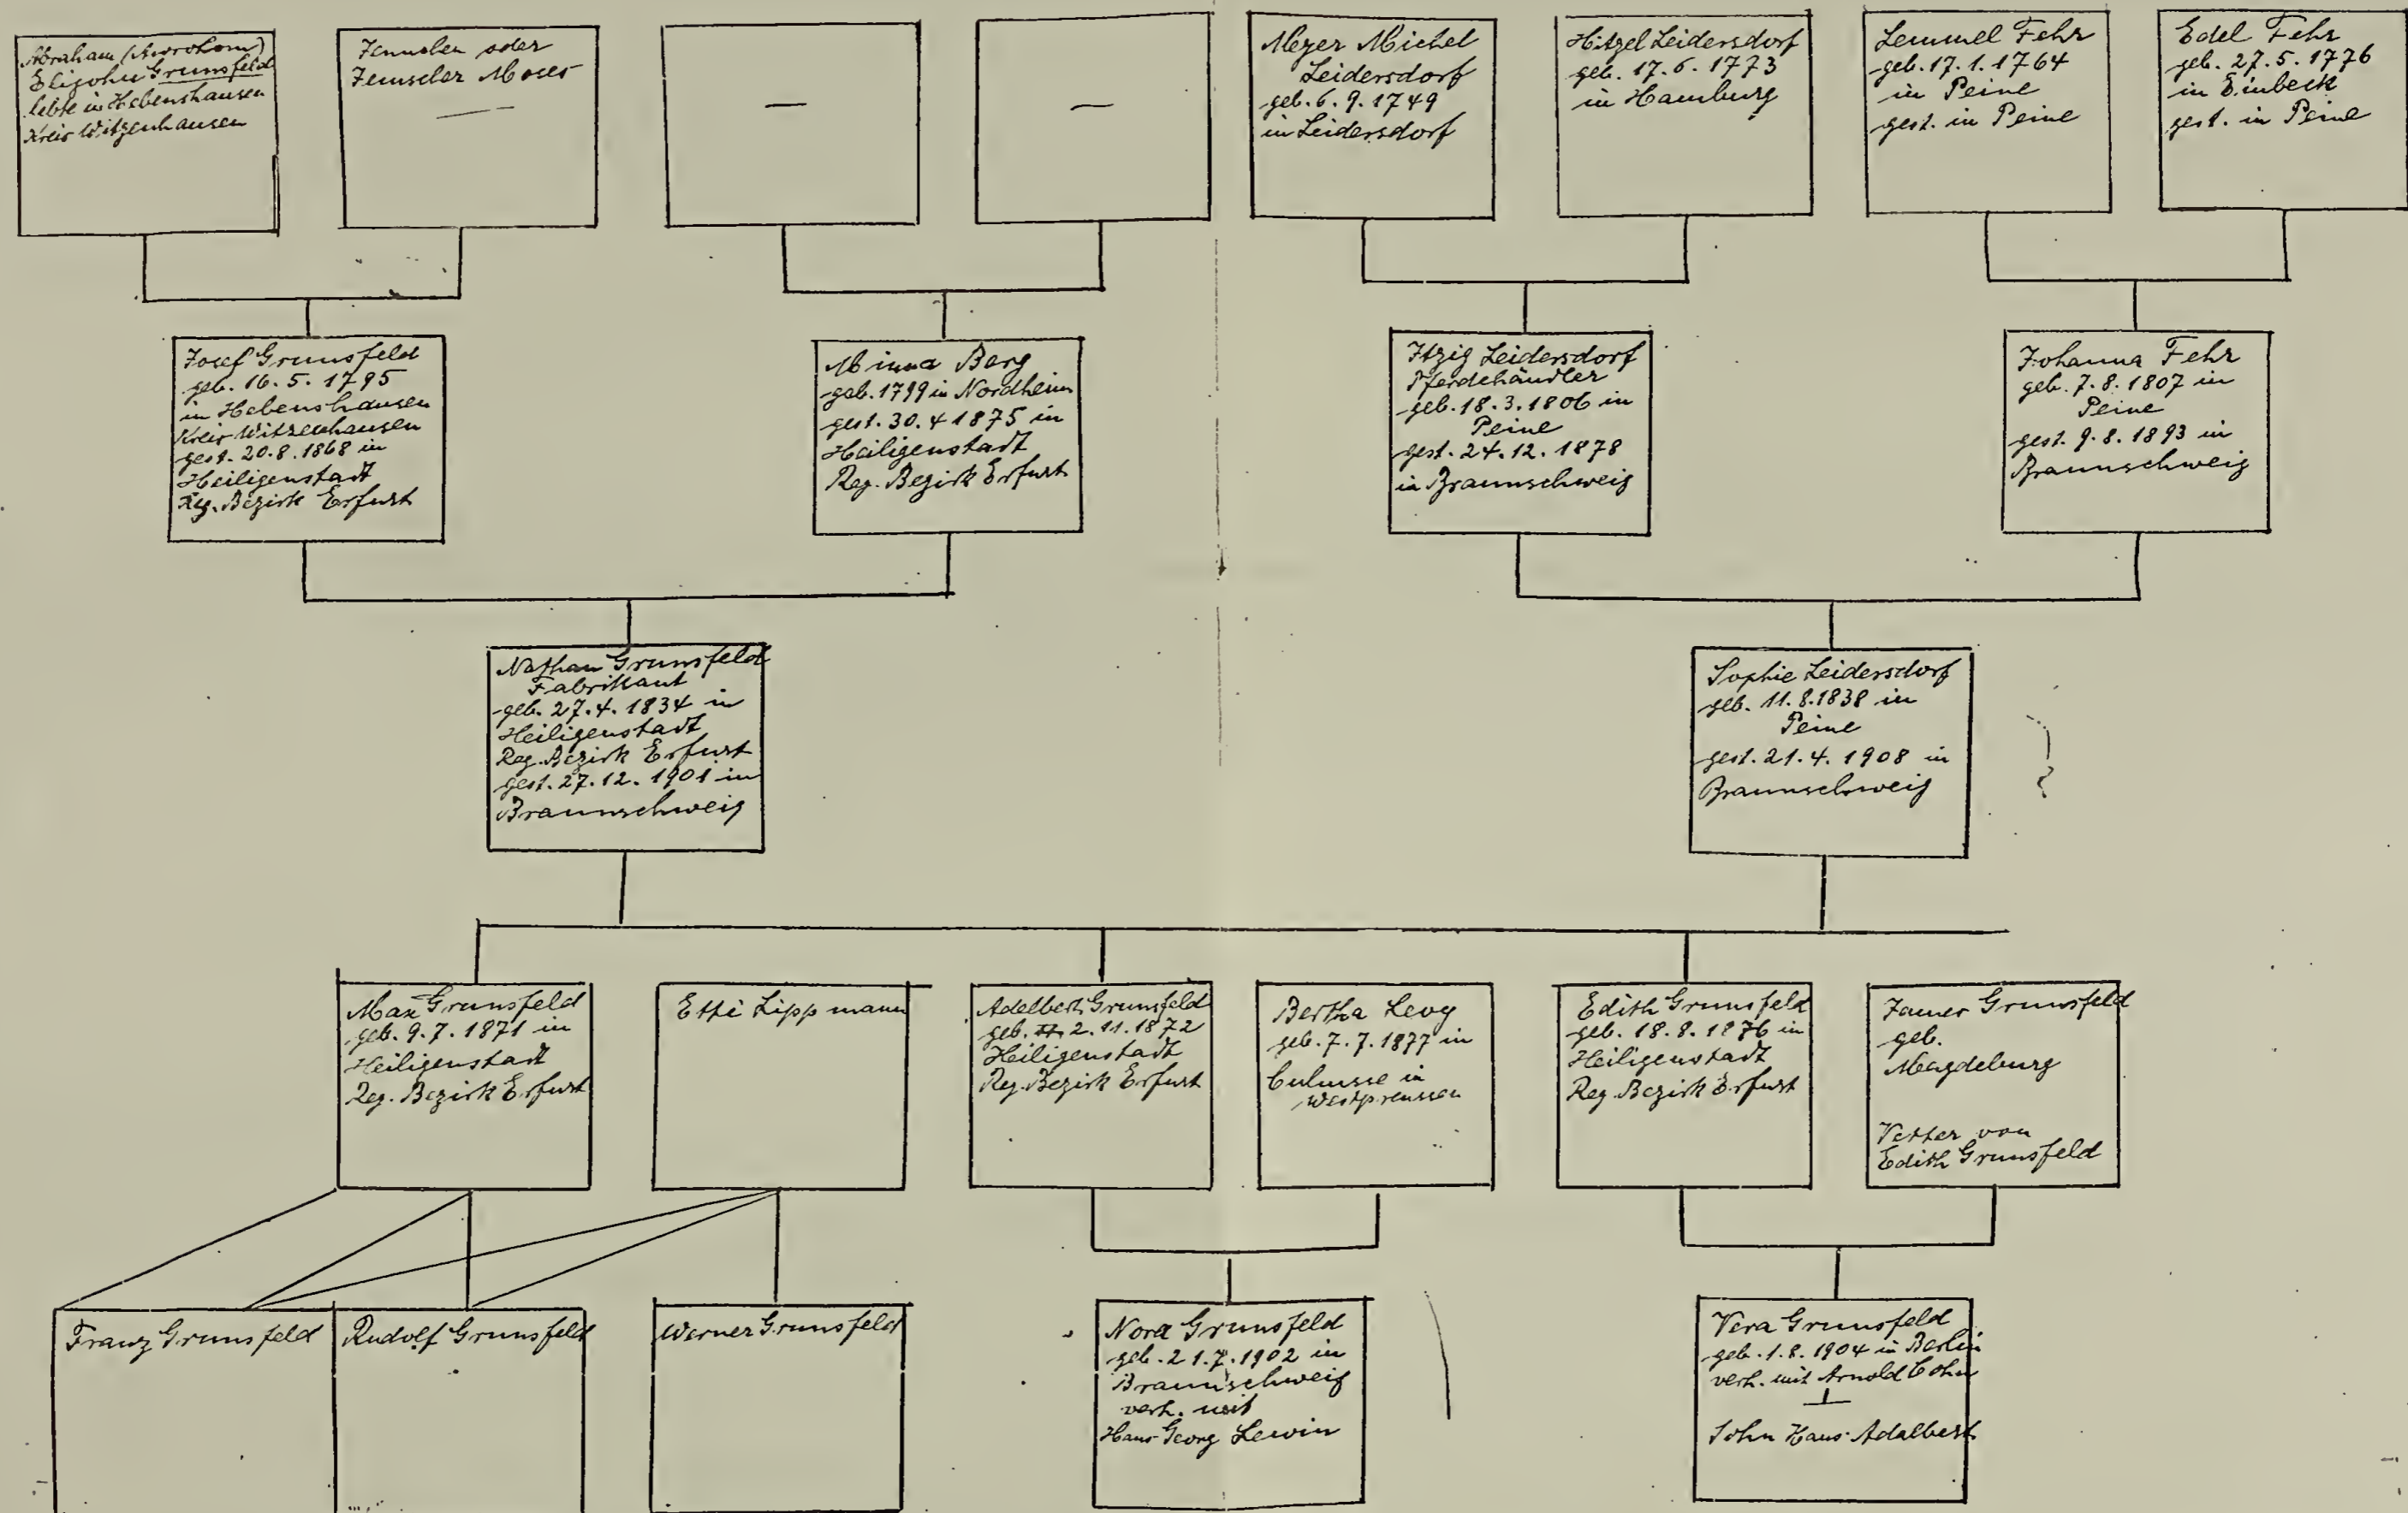 Abraham (Aworohom)
Elijohu Grunsfeld
lebte in Hebenshausen
Kreis Witzenhausen
oder
Moses
—
—
—
Meyer Michel
Leidersdorf
geb. 6. 9. 1749
in Leidersdorf
Hitzel Leidersdorf
geb. 17. 6. 1773
in Hamburg
Lemmel Fehr
geb. 17. 1. 1764
in Peine
gest. in Peine
Edel Fehr
geb. 27. 5. 1776
in Einbeck
gest. in Peine
Josef Grunsfeld
geb. 16. 5. 1795
in Hebenshausen
Kreis Witzenhausen
gest. 20. 8. 1868 in
Heiligenstadt
Reg. Bezirk Erfurt
Minna Berg
geb. 1799 in Nordheim
gest. 30. 4 1875 in
Heiligenstadt
Reg. Bezirk Erfurt
Itzig Leidersdorf
Pferdehändler
geb. 18. 3. 1806 in
Peine
gest. 24. 12. 1878
in Braunschweig
Johanna Fehr
geb. 7. 8. 1807 in
Peine
gest. 9. 8. 1893 in
Braunschweig
Nathan Grunsfeld
Fabrikant
geb. 27. 4. 1834 in
Heiligenstadt
Reg. Bezirk Erfurt
gest. 27. 12. 1901 in
Braunschweig
Sophie Leidersdorf
geb. 11. 8. 1838 in
Peine
gest. 21. 4. 1908 in
Braunschweig
Max Grunsfeld
geb. 9. 7. 1871 in
Heiligenstadt
Reg. Bezirk Erfurt
Lippmann
Adelbert Grunsfeld
geb. 2. 11. 1872
Heiligenstadt
Reg. Bezirk Erfurt
Bertha Levy
geb. 7. 7. 1877 in
in
Westpreussen
Edith Grunsfeld
geb. 18. 8. 1876 in
Heiligenstadt
Reg. Bezirk Erfurt
James Grunsfeld
geb.
Magdeburg
Vetter von
Edith Grunsfeld
Franz Grunsfeld
Rudolf Grunsfeld
Werner Grunsfeld
Nora Grunsfeld
geb. 21. 7. 1902 in
Braunschweig
verh. mit
Hans Georg Lewin
Vera Grunsfeld
geb. 1. 8. 1904 in Berlin
verh. mit Arnold Cohn
Sohn Hans-Adalbert